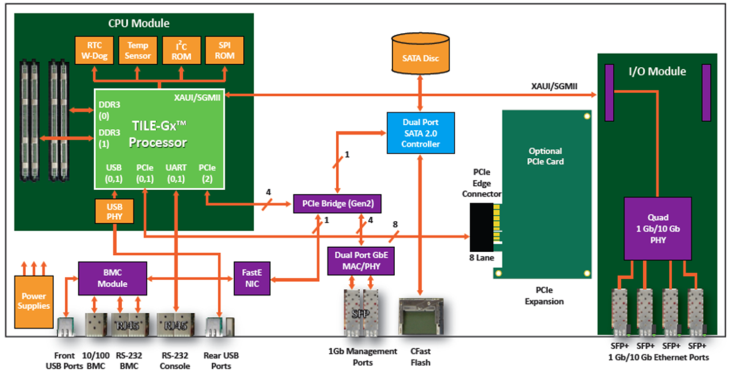 CPU Module
RTC
W-Dog
Temp
Sensor
I2C
ROM
SPI
ROM
SATA Disc
I/O Module
XAUI/SGMII
XAUI/SGMII
DDR3
(0)
TILE-Gx™
Processor
DDR3
(1)
Dual Port
SATA 2.0
Controller
Optional
PCIe Card
USB
(0,1)
PCIe
(0,1)
UART
(0,1)
PCIe
(2)
1
PCIe
Edge
Connector
4
PCIe Bridge (Gen2)
USB
PHY
1
4
8
Quad
1 Gb/10 Gb
PHY
8 Lane
Dual Port GbE
MAC/PHY
BMC
Module
FastE
NIC
PCIe
Expansion
Power
Supplies
SFP
Front
USB Ports
10/100
BMC
RS-232
BMC
RS-232
Console
Rear USB
Ports
1Gb Management
Ports
CFast
Flash
SFP+
SFP+
SFP+
SFP+
1 Gb/10Gb Ethernet Ports